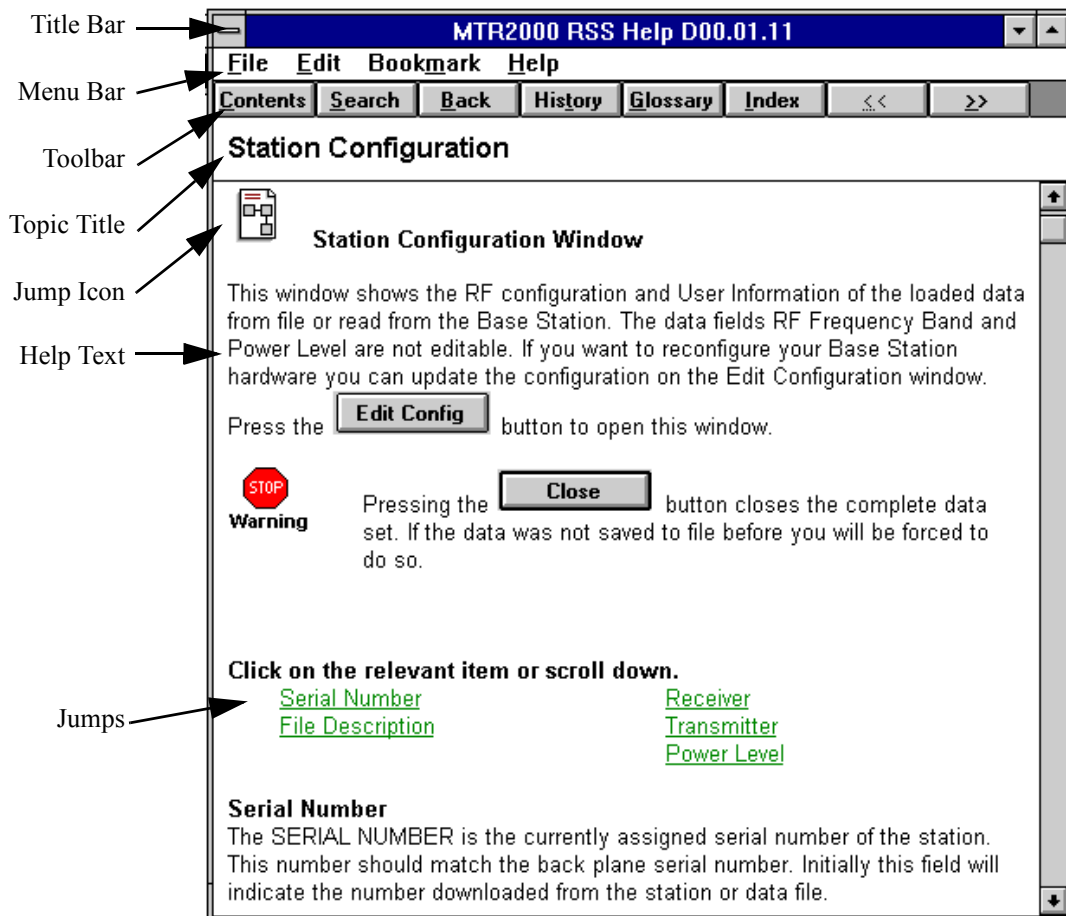 Title Bar
MTR2000 RSS Help D00.01.11
Menu Bar
File Edit Bookmark Help
Toolbar
Contents Search Back History Glossary Index << >>
Topic Title
Station Configuration
Jump Icon
Station Configuration Window
Help Text
This window shows the RF configuration and User Information of the loaded data
from file or read from the Base Station. The data fields RF Frequency Band and
Power Level are not editable. If you want to reconfigure your Base Station
hardware you can update the configuration on the Edit Configuration window.
Press the Edit Config button to open this window.
STOP
Warning
Pressing the Close button closes the complete data
set. If the data was not saved to file before you will be forced to
do so.
Click on the relevant item or scroll down.
Jumps
Serial Number Receiver
File Description Transmitter
Power Level
Serial Number
The SERIAL NUMBER is the currently assigned serial number of the station.
This number should match the back plane serial number. Initially this field will
indicate the number downloaded from the station or data file.